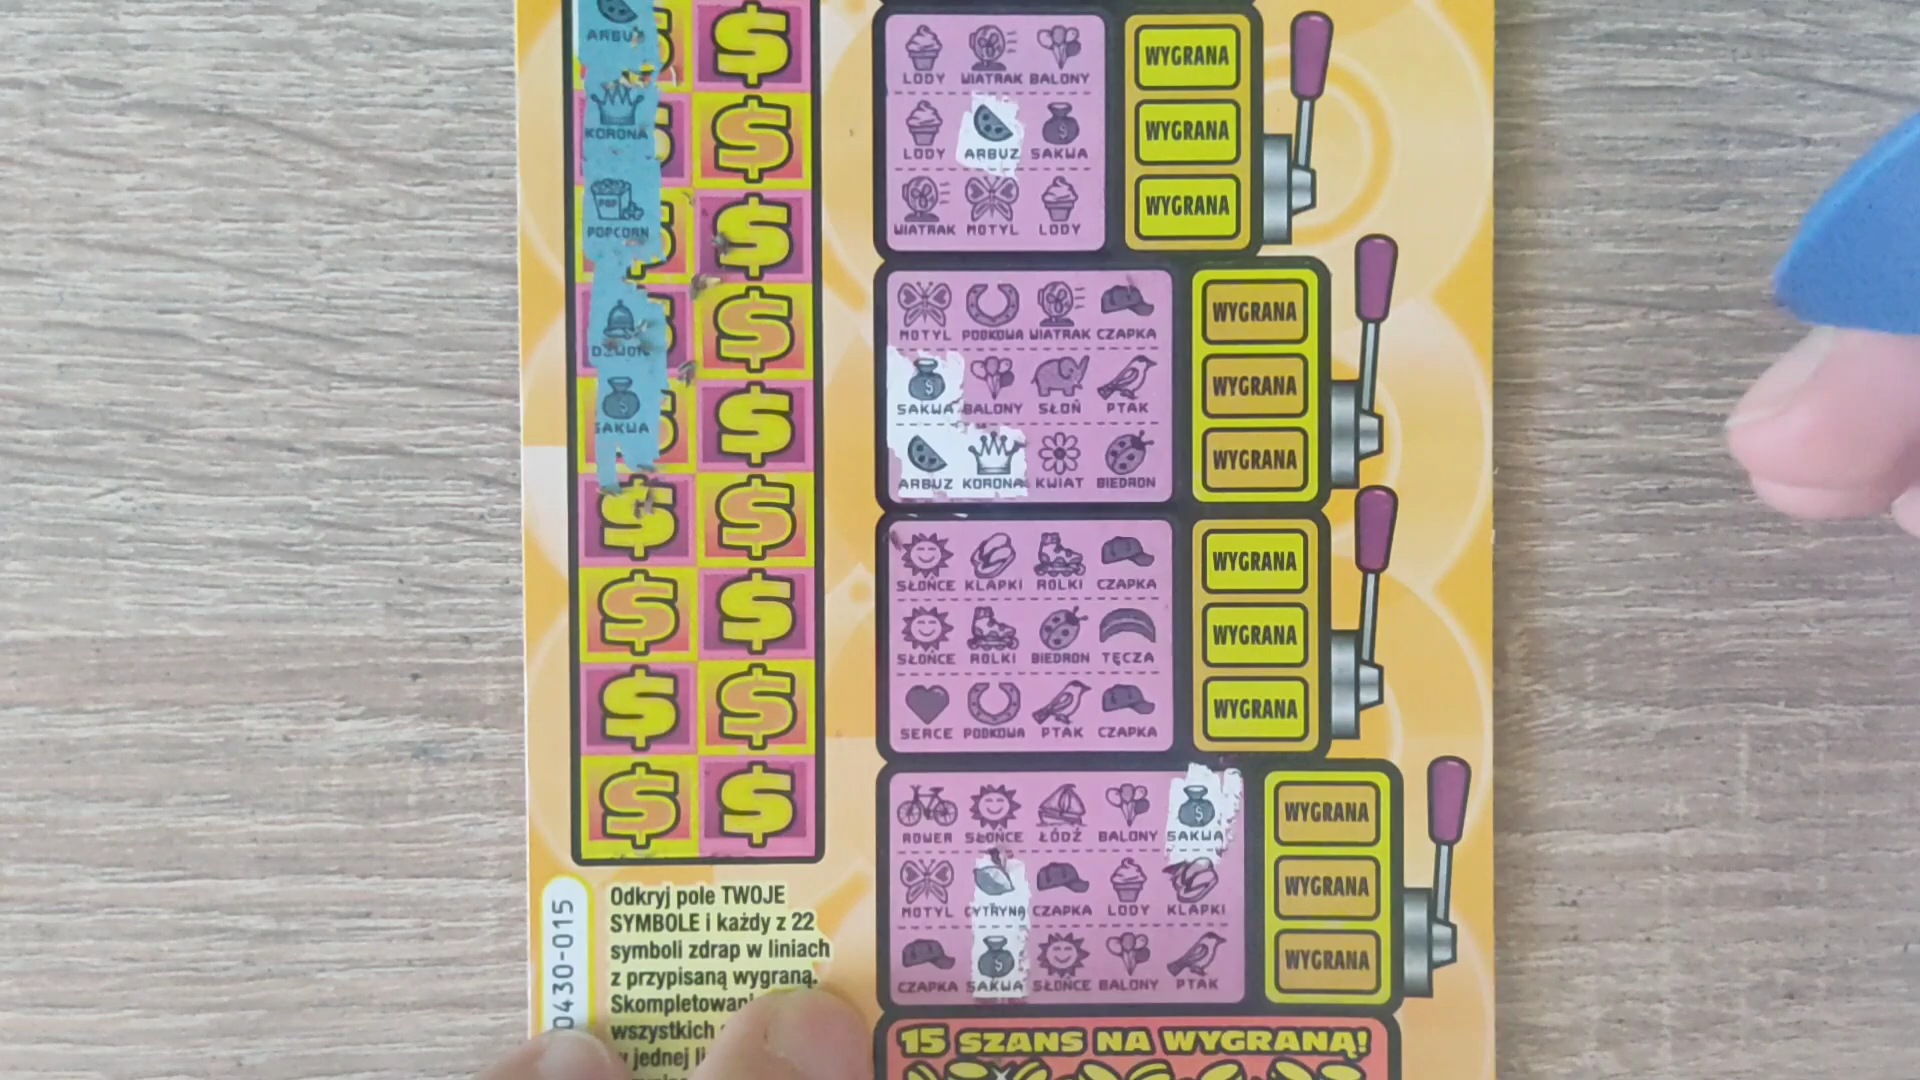 ARBUZ
KORONA
POPCORN
DZWON
SAKWA
LODY WIATRAK BALONY WYGRANA
LODY ARBUZ SAKWA WYGRANA
WIATRAK MOTYL LODY WYGRANA
MOTYL PODKOWA WIATRAK CZAPKA WYGRANA
SAKWA BALONY SŁOŃ PTAK WYGRANA
ARBUZ KORONA KWIAT BIEDRON WYGRANA
SŁOŃCE KLAPKI ROLKI CZAPKA WYGRANA
SŁOŃCE ROLKI BIEDRON TĘCZA WYGRANA
SERCE PODKOWA PTAK CZAPKA WYGRANA
ROWER SŁOŃCE ŁÓDŹ BALONY SAKWA WYGRANA
MOTYL CYTRYNA CZAPKA LODY KLAPKI WYGRANA
CZAPKA SAKWA SŁOŃCE BALONY PTAK WYGRANA
0430-015
Odkryj pole TWOJE
SYMBOLE i każdy z 22
symboli zdrap w liniach
z przypisaną wygraną.
wszystkich
w jednej
15 SZANS NA WYGRANĄ!